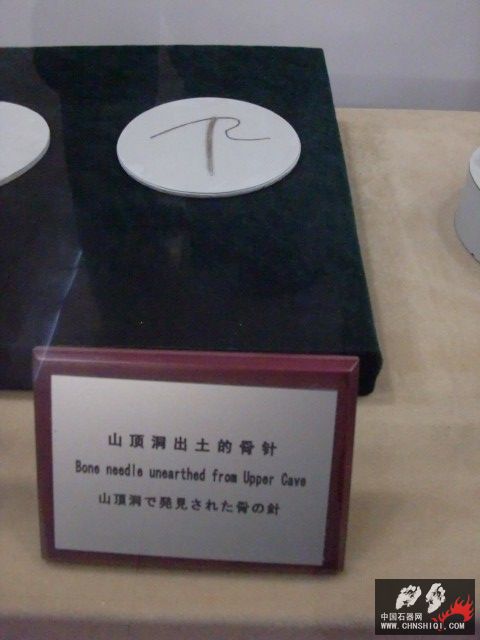 山顶洞出土的骨针
Bone needle unearthed from Upper Cave
山頂洞で発見された骨の針
中国石器网
WWW.CHNSHIQI.COM